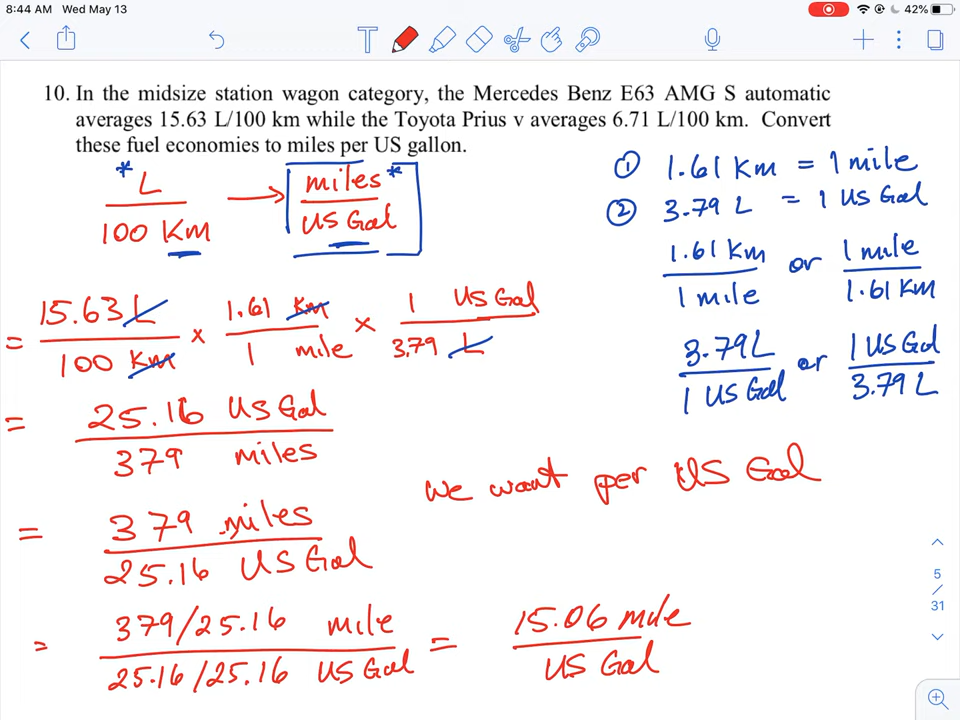 8:44 AM Wed May 13
42%
10. In the midsize station wagon category, the Mercedes Benz E63 AMG S automatic
averages 15.63 L/100 km while the Toyota Prius v averages 6.71 L/100 km. Convert
these fuel economies to miles per US gallon.
* L / 100 Km → miles * / US Gal
① 1.61 Km = 1 mile
② 3.79 L = 1 US Gal
1.61 Km / 1 mile or 1 mile / 1.61 Km
3.79 L / 1 US Gal or 1 US Gal / 3.79 L
= 15.63 L / 100 Km × 1.61 Km / 1 mile × 1 US Gal / 3.79 L
= 25.16 US Gal / 379 miles
we want per US Gal
= 379 miles / 25.16 US Gal
= 379/25.16 mile / 25.16/25.16 US Gal = 15.06 mile / US Gal
5 / 31